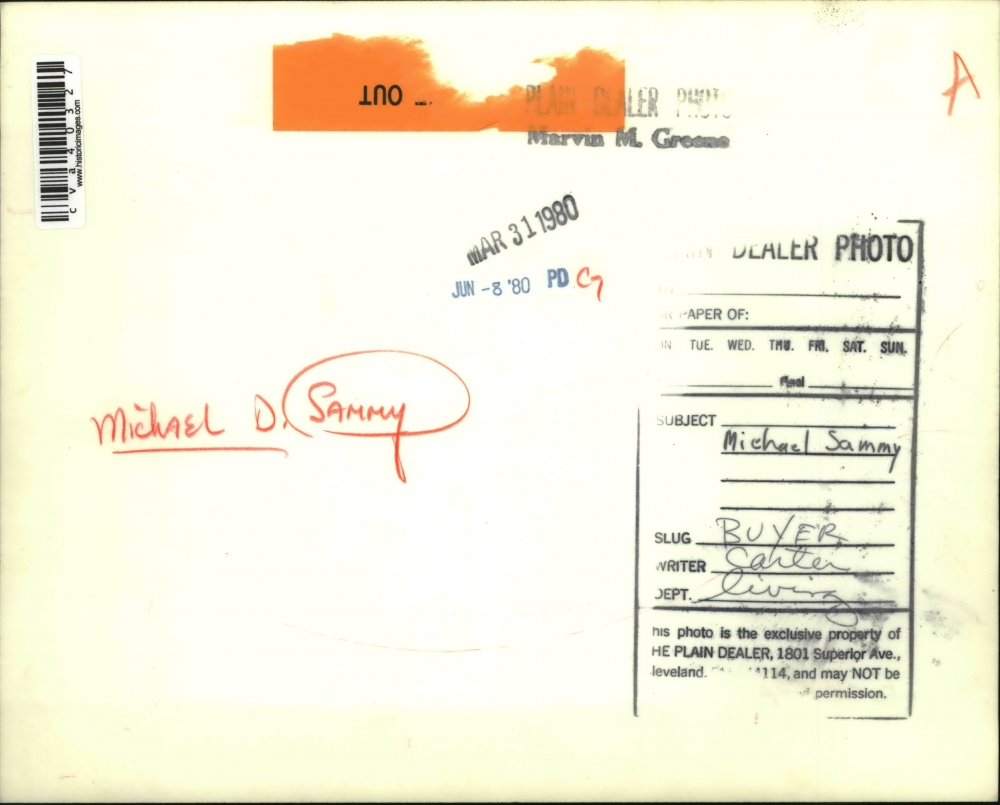 OUT
PLAIN DEALER PHOTO
Marvin M. Greene
A
cva40327
www.historicimages.com
MAR 31 1980
JUN -8 '80 PD G
Michael D. Sammy
DEALER PHOTO
PAPER OF:
TUE. WED. THU. FRI. SAT. SUN.
Final
SUBJECT
Michael Sammy
SLUG BUYER
WRITER Carter
DEPT. living
his photo is the exclusive property of
HE PLAIN DEALER, 1801 Superior Ave.,
leveland. 44114, and may NOT be
permission.